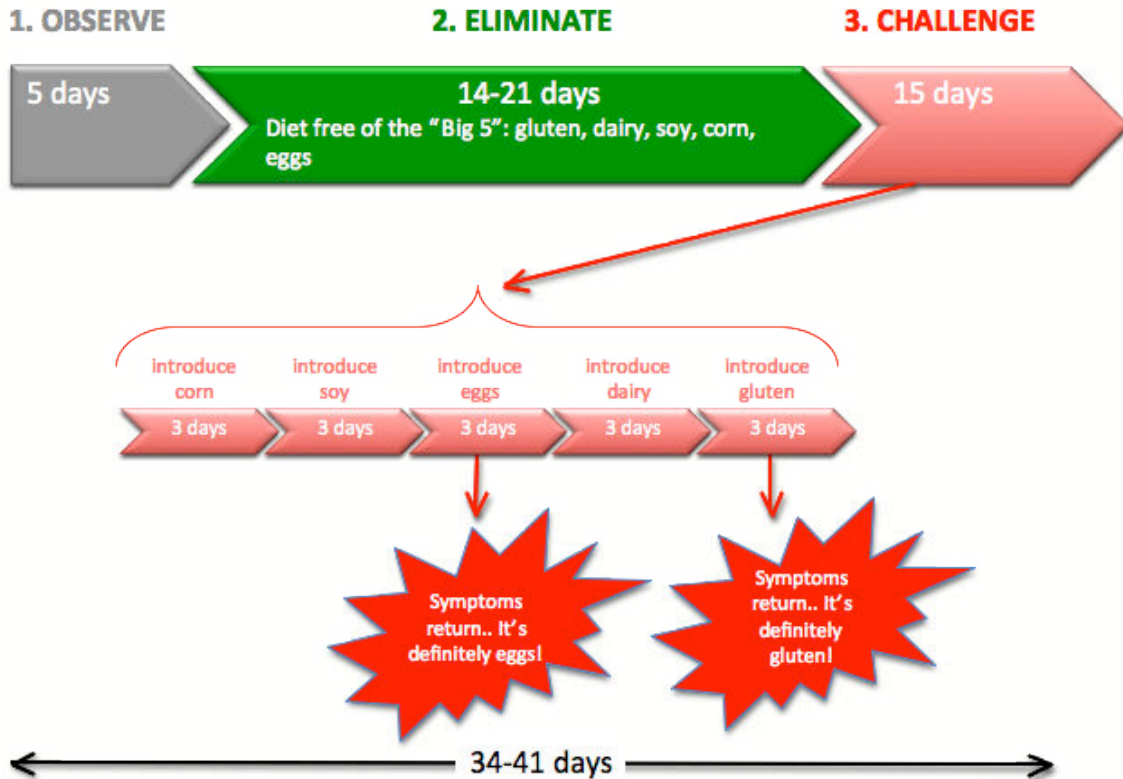 1. OBSERVE
2. ELIMINATE
3. CHALLENGE
5 days
14-21 days
Diet free of the “Big 5”: gluten, dairy, soy, corn,
eggs
15 days
introduce
corn
introduce
soy
introduce
eggs
introduce
dairy
introduce
gluten
3 days
3 days
3 days
3 days
3 days
Symptoms
return.. It’s
definitely eggs!
Symptoms
return.. It’s
definitely
gluten!
34-41 days